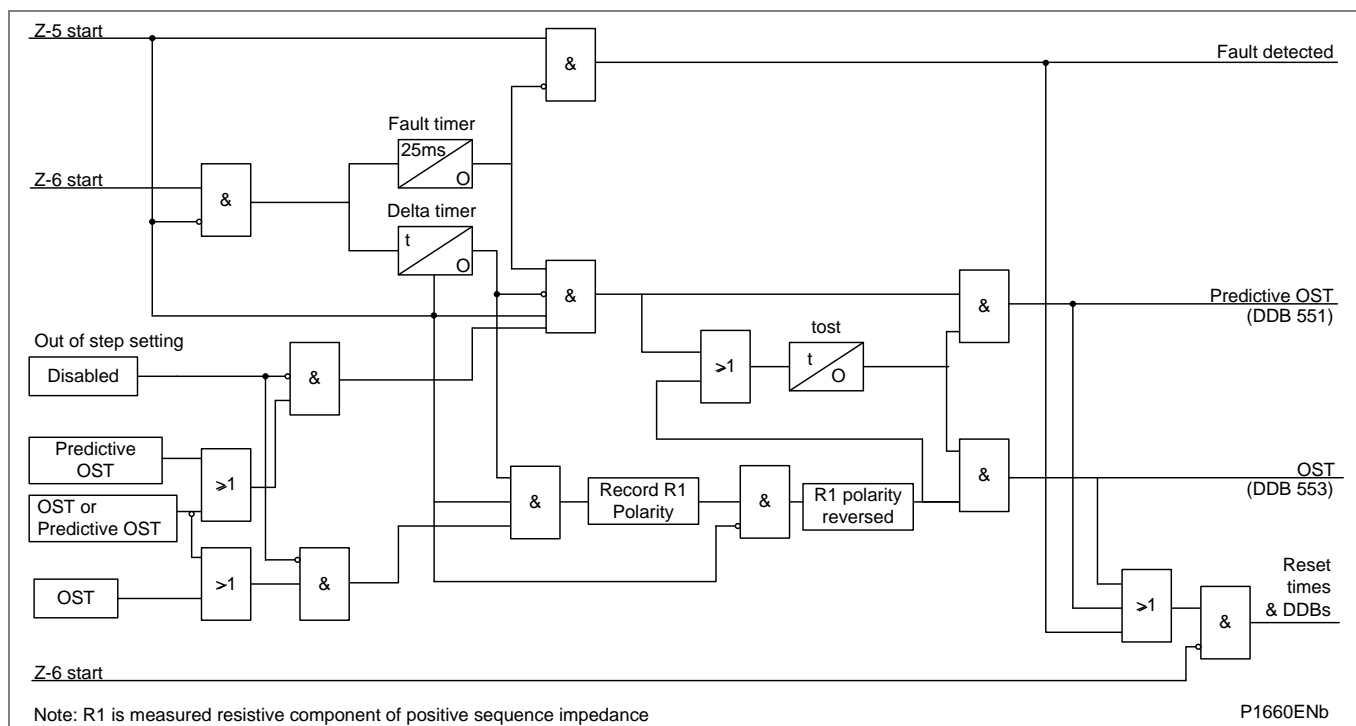 Z-5 start
&
Fault detected
Fault timer
25ms
O
Z-6 start
&
Delta timer
t
O
&
&
Predictive OST
(DDB 551)
Out of step setting
Disabled
&
tost
≥1
t
O
Predictive
OST
≥1
OST or
Predictive OST
&
Record R1
Polarity
&
R1 polarity
reversed
&
OST
(DDB 553)
OST
≥1
&
≥1
&
Reset
times
& DDBs
Z-6 start
Note: R1 is measured resistive component of positive sequence impedance
P1660ENb